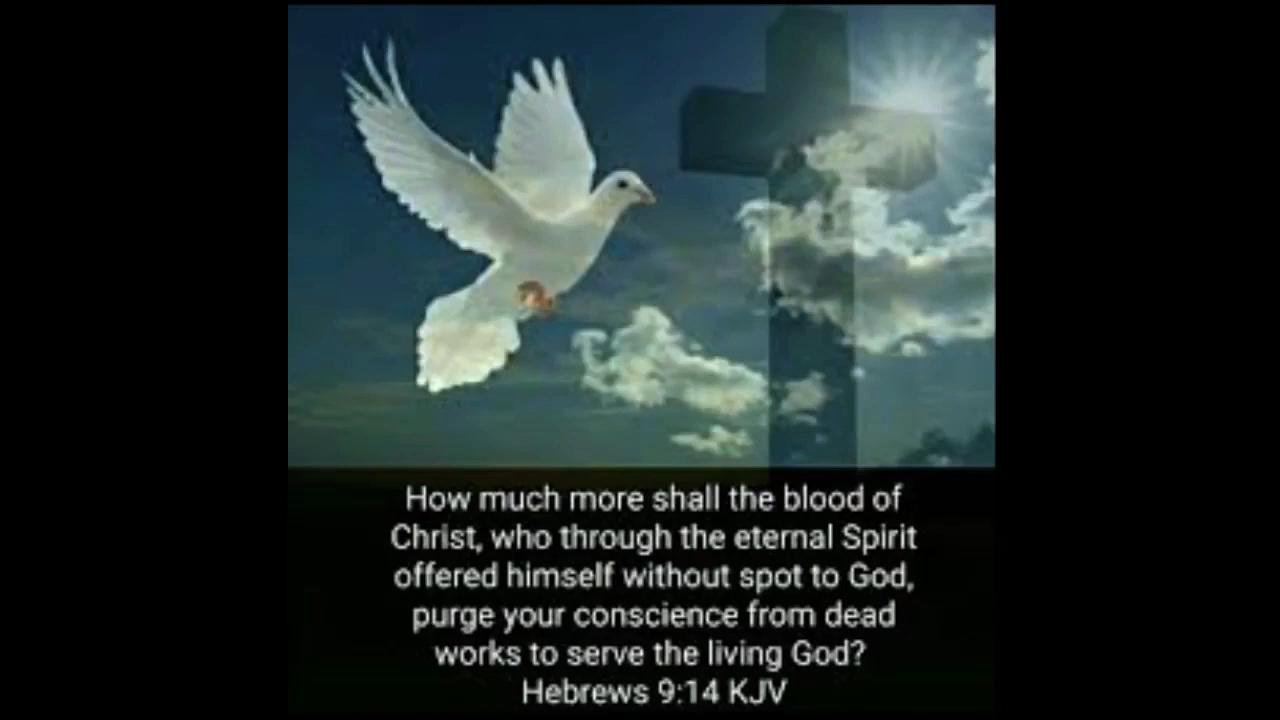 How much more shall the blood of
Christ, who through the eternal Spirit
offered himself without spot to God,
purge your conscience from dead
works to serve the living God?
Hebrews 9:14 KJV